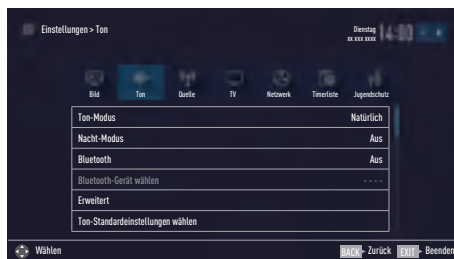 Einstellungen > Ton
Dienstag
xx xxx xxxx
14:00
Bild Ton Quelle TV Netzwerk Timerliste Jugendschutz
Ton-Modus Natürlich
Nacht-Modus Aus
Bluetooth Aus
Bluetooth-Gerät wählen - - - -
Erweitert
Ton-Standardeinstellungen wählen
Wählen BACK Zurück EXIT Beenden